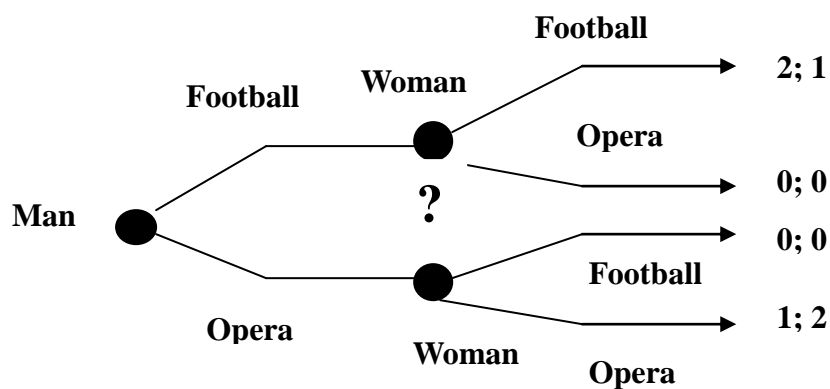 Football
Woman
2; 1
Football
Opera
0; 0
?
Man
0; 0
Football
Opera
1; 2
Woman
Opera